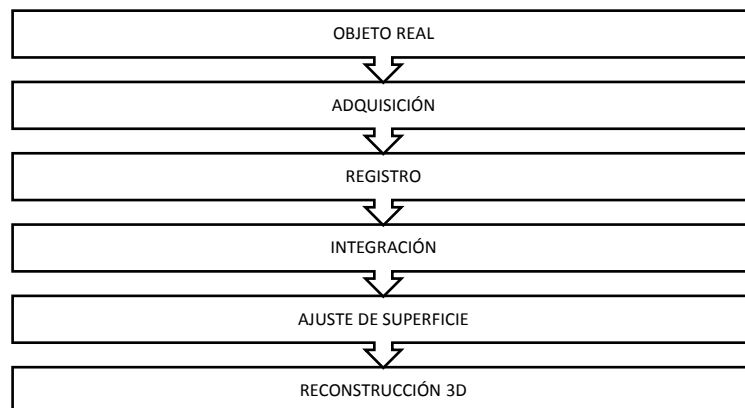 OBJETO REAL
ADQUISICIÓN
REGISTRO
INTEGRACIÓN
AJUSTE DE SUPERFICIE
RECONSTRUCCIÓN 3D